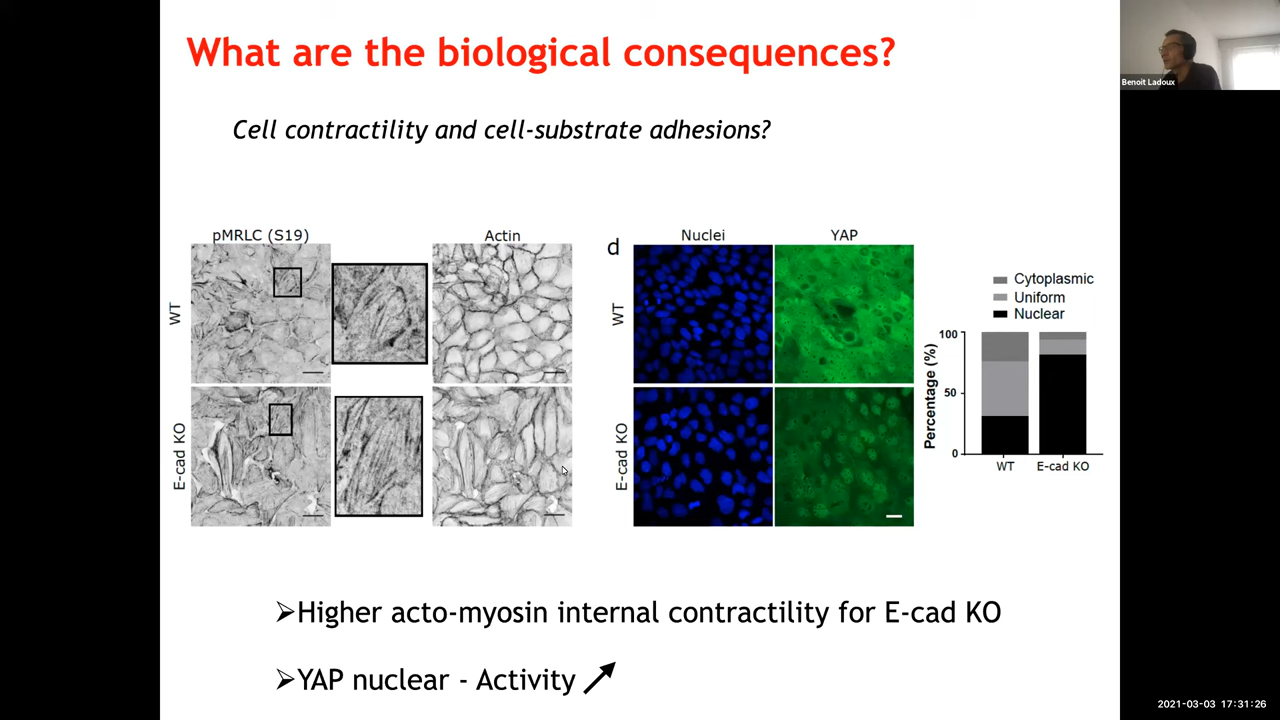 What are the biological consequences?
Benoit Ladoux
Cell contractility and cell-substrate adhesions?
pMRLC (S19)
Actin
WT
E-cad KO
d
Nuclei
YAP
WT
E-cad KO
Cytoplasmic
Uniform
Nuclear
Percentage (%)
100
50
0
WT
E-cad KO
➢Higher acto-myosin internal contractility for E-cad KO
➢YAP nuclear - Activity
2021-03-03 17:31:26